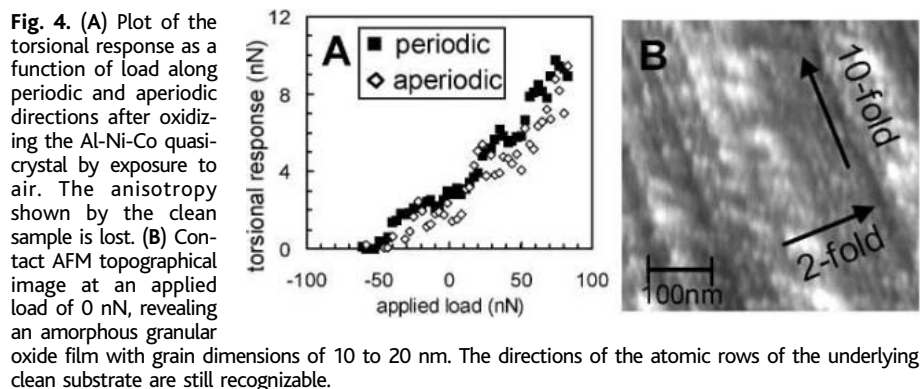 Fig. 4. (A) Plot of the
torsional response as a
function of load along
periodic and aperiodic
directions after oxidiz-
ing the Al-Ni-Co quasi-
crystal by exposure to
air. The anisotropy
shown by the clean
sample is lost. (B) Con-
tact AFM topographical
image at an applied
load of 0 nN, revealing
an amorphous granular
oxide film with grain dimensions of 10 to 20 nm. The directions of the atomic rows of the underlying
clean substrate are still recognizable.
A
periodic
aperiodic
torsional response (nN)
12
8
4
0
-100 -50 0 50 100
applied load (nN)
B
10-fold
2-fold
100nm